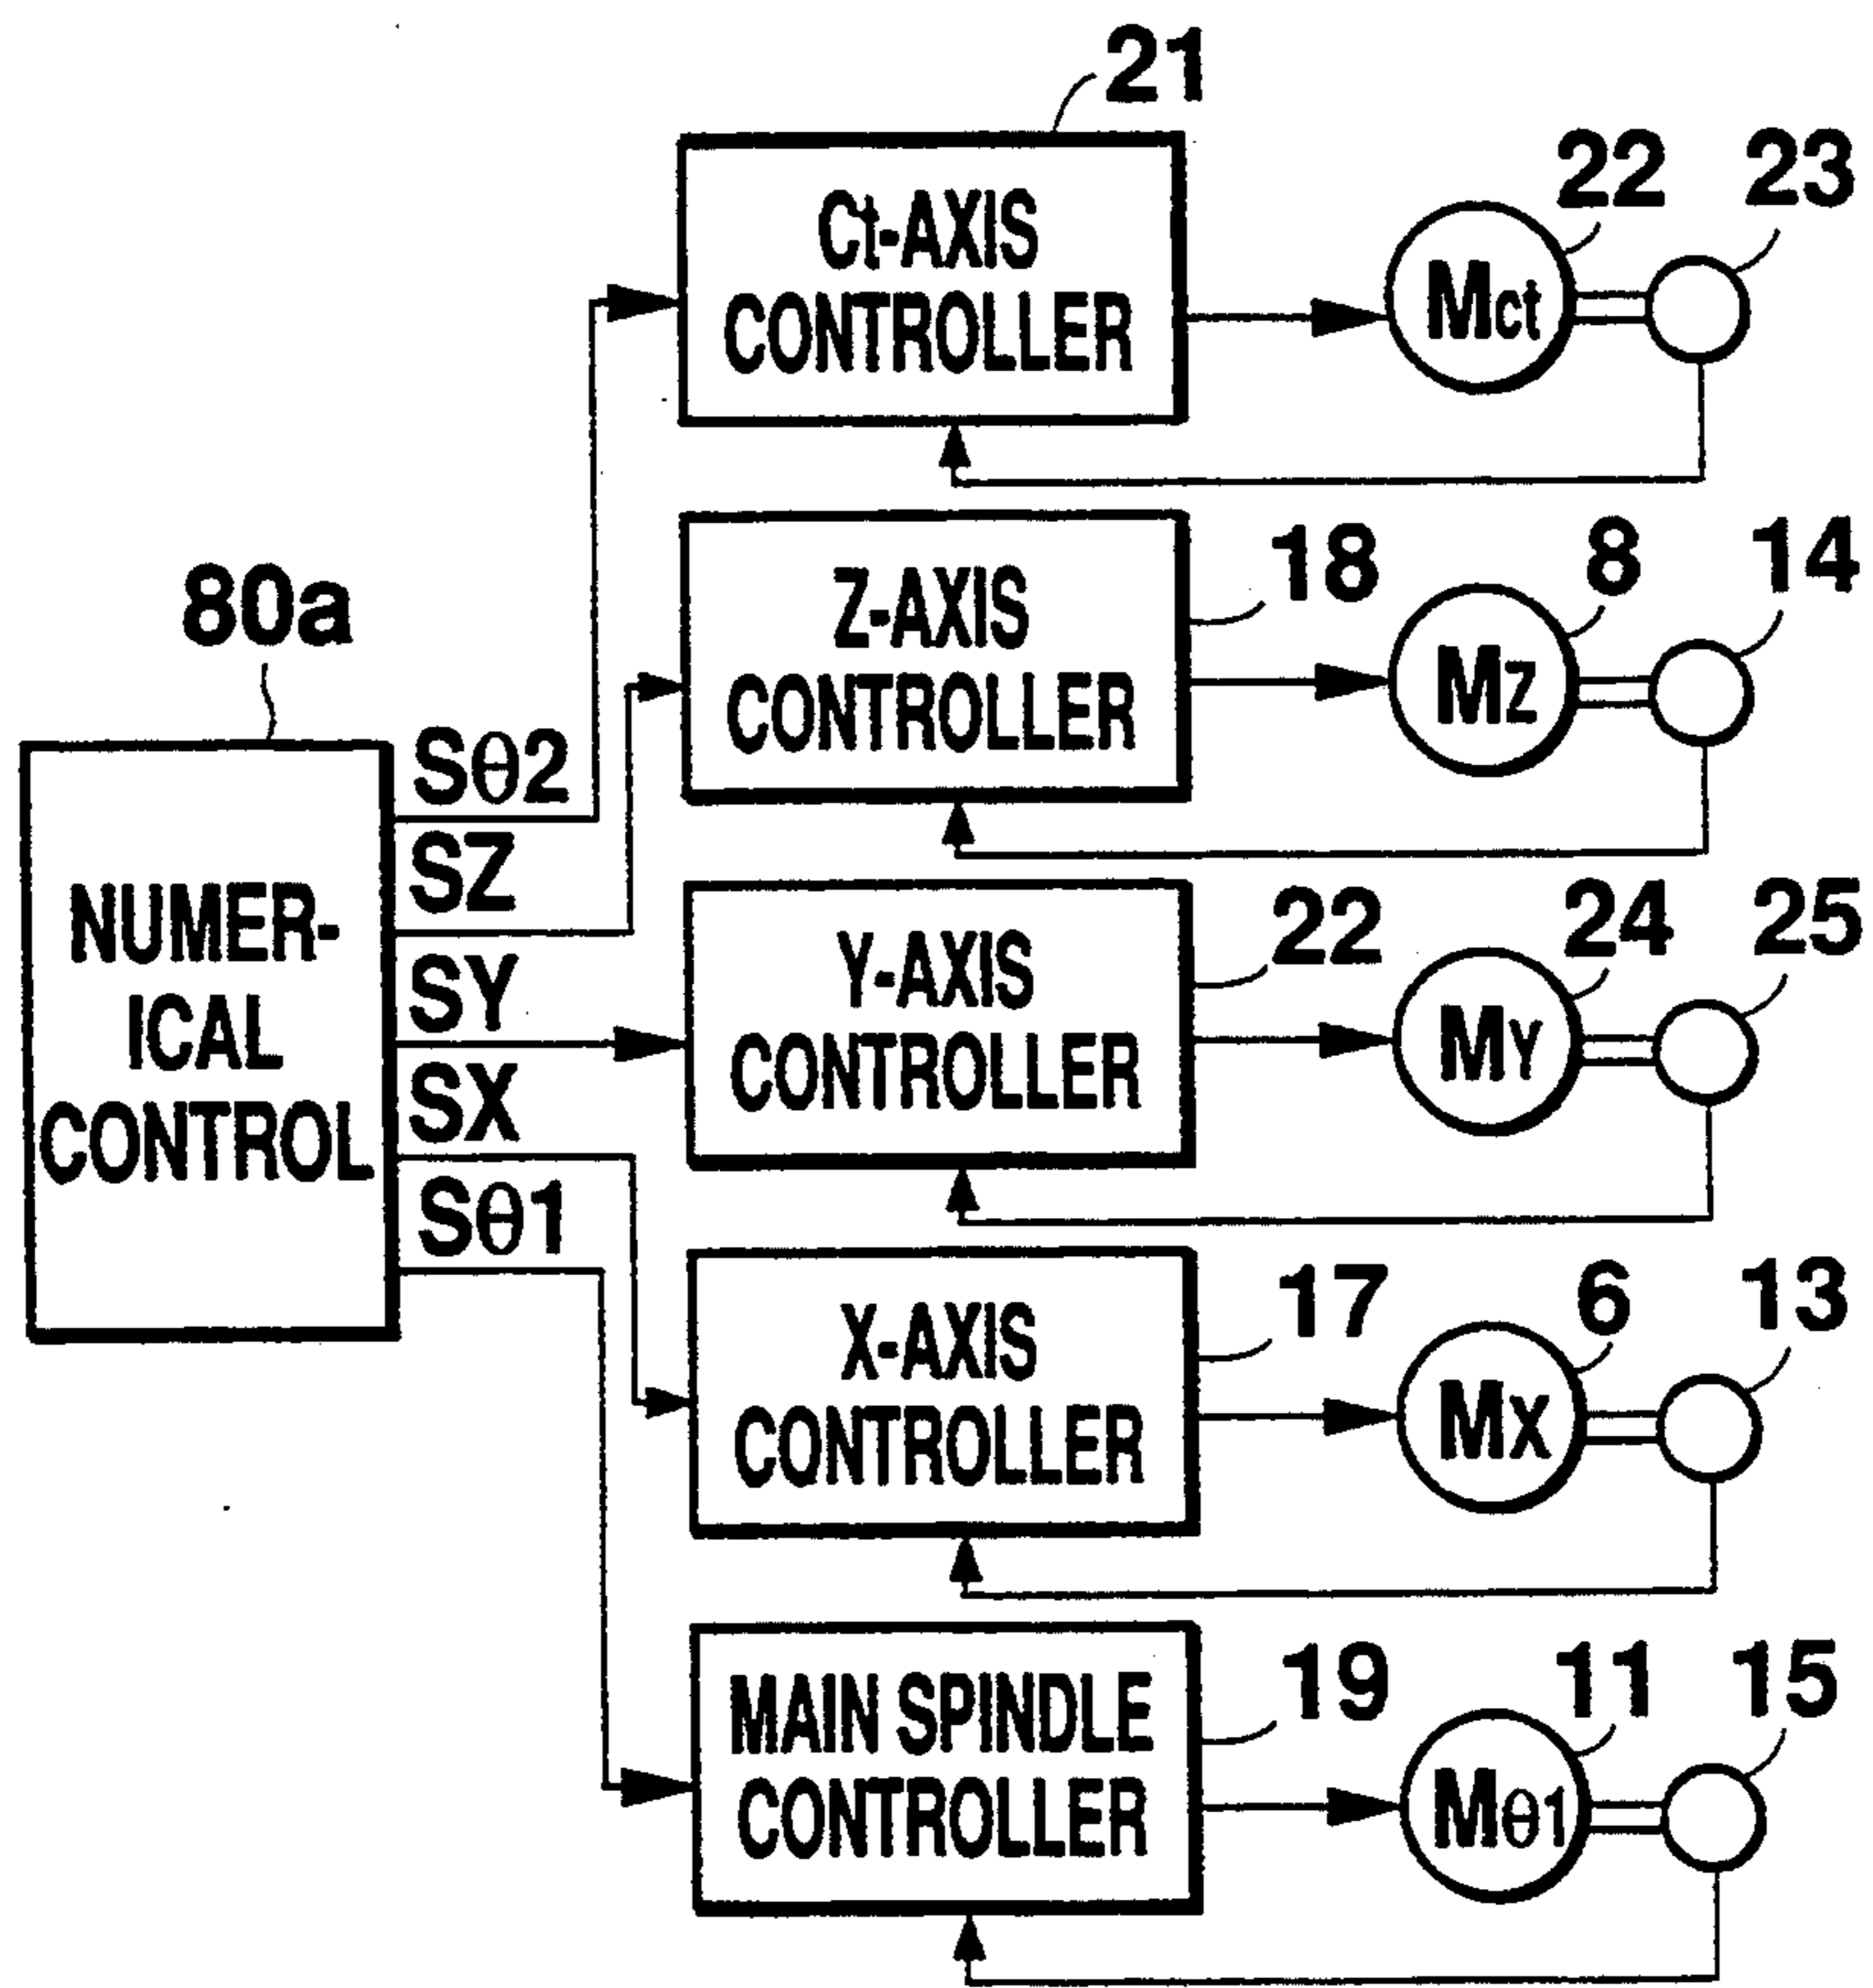 21
Ct-AXIS
CONTROLLER
22
23
Mct
80a
NUMER-
ICAL
CONTROL
Sθ2
SZ
SY
SX
Sθ1
Z-AXIS
CONTROLLER
18
8
14
MZ
Y-AXIS
CONTROLLER
22
24
25
MY
X-AXIS
CONTROLLER
17
6
13
MX
MAIN SPINDLE
CONTROLLER
19
11
15
Mθ1